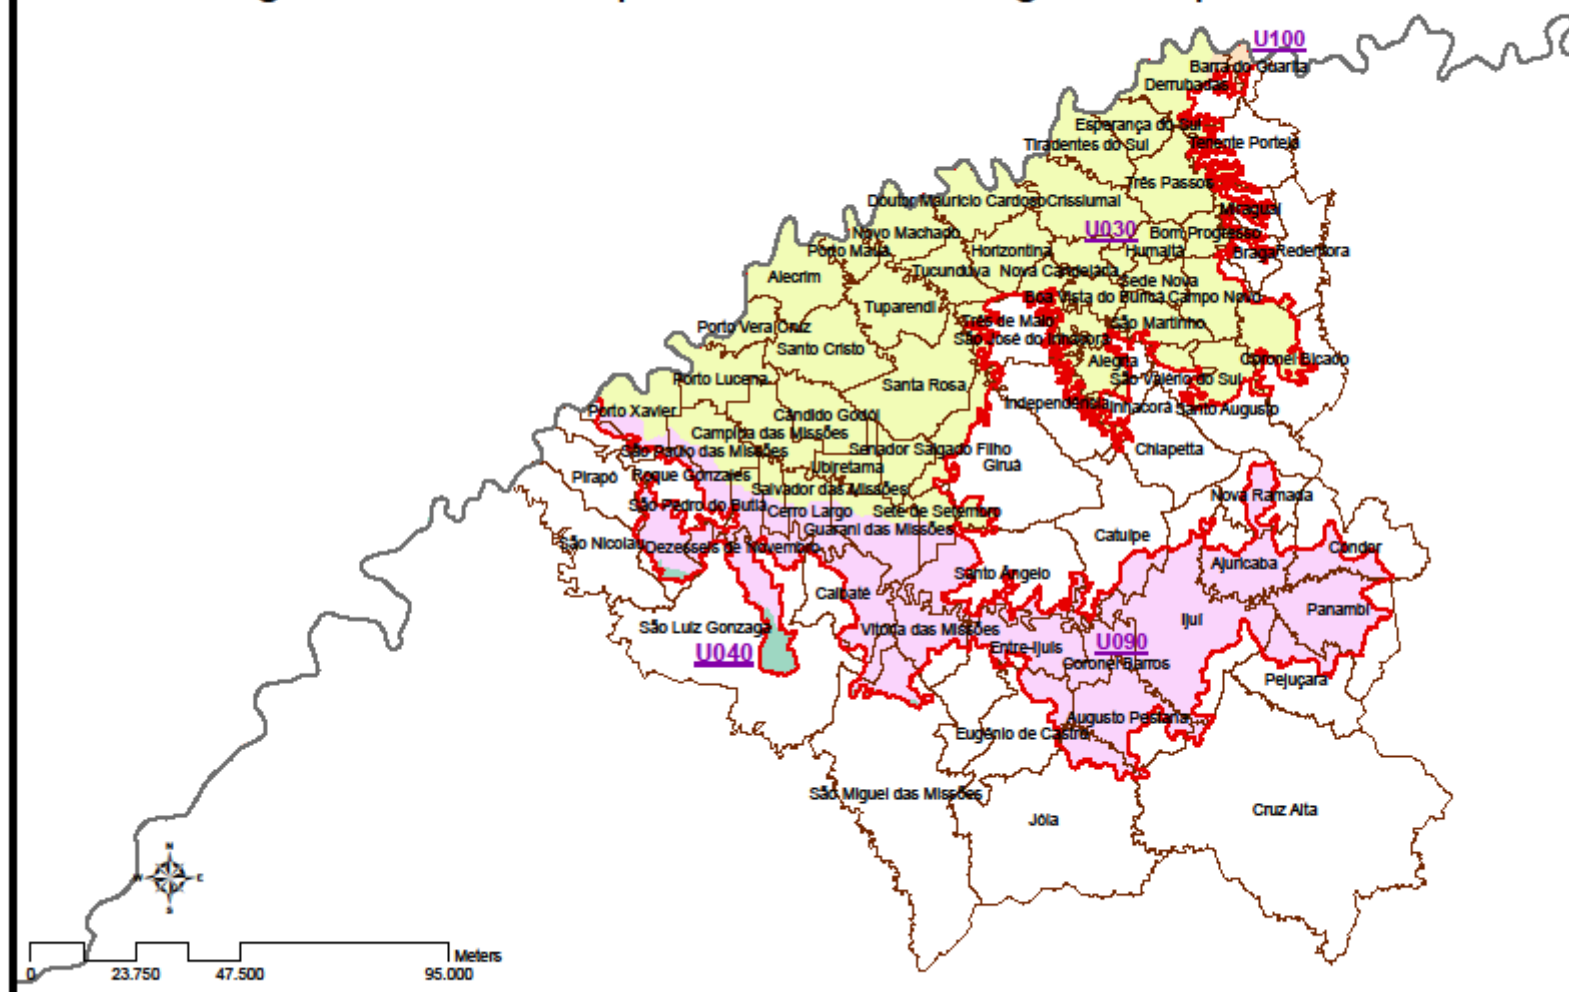 U100
Barra do Guarita
Derrubadas
Esperança do Sul
Tiradentes do Sul
Tenente Portela
Três Passos
Doutor Maurício Cardoso
Crissiumal
Miraguaí
U030
Novo Machado
Bom Progresso
Porto Mauá
Horizontina
Humaitá
Braga
Redentora
Alecrim
Tucunduva
Nova Candelária
Sede Nova
Tuparendi
Boa Vista do Buricá
Campo Novo
Porto Vera Cruz
Três de Maio
São Martinho
São José do Inhacorá
Santo Cristo
Alegria
Coronel Bicaco
Porto Lucena
Santa Rosa
São Valério do Sul
Porto Xavier
Cândido Godói
Independência
Inhacorá
Santo Augusto
Campina das Missões
São Paulo das Missões
Senador Salgado Filho
Chiapetta
Pirapó
Roque Gonzales
Ubiretama
Giruá
Salvador das Missões
Nova Ramada
São Pedro do Butiá
Cerro Largo
Sete de Setembro
Guarani das Missões
Catuípe
São Nicolau
Dezesseis de Novembro
Condor
Ajuricaba
Santo Ângelo
Caibaté
Panambi
Ijuí
São Luiz Gonzaga
Vitória das Missões
U040
Entre-Ijuís
U090
Coronel Barros
Pejuçara
Augusto Pestana
Eugênio de Castro
São Miguel das Missões
Jóia
Cruz Alta
N
W E
S
Meters
0 23.750 47.500 95.000